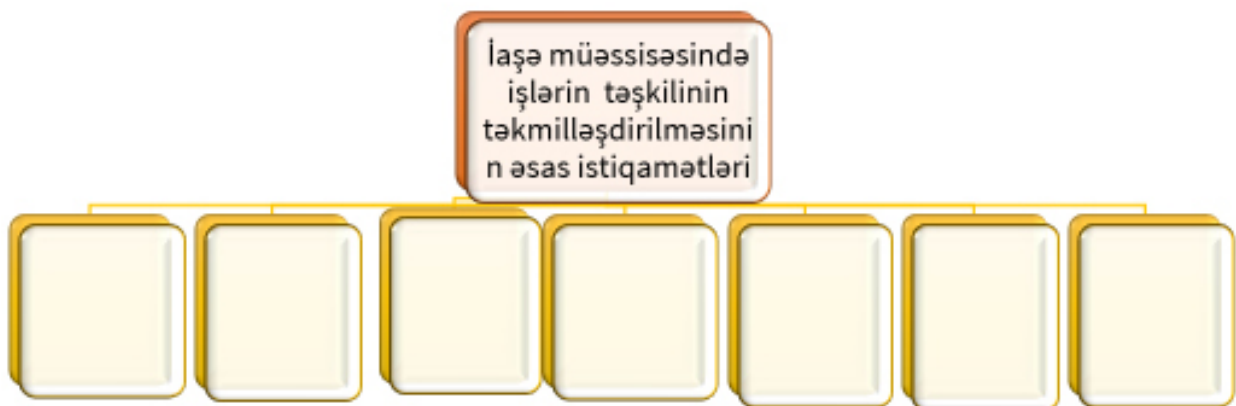 İaşə müəssisəsində
işlərin təşkilinin
təkmilləşdirilməsini
n əsas istiqamətləri